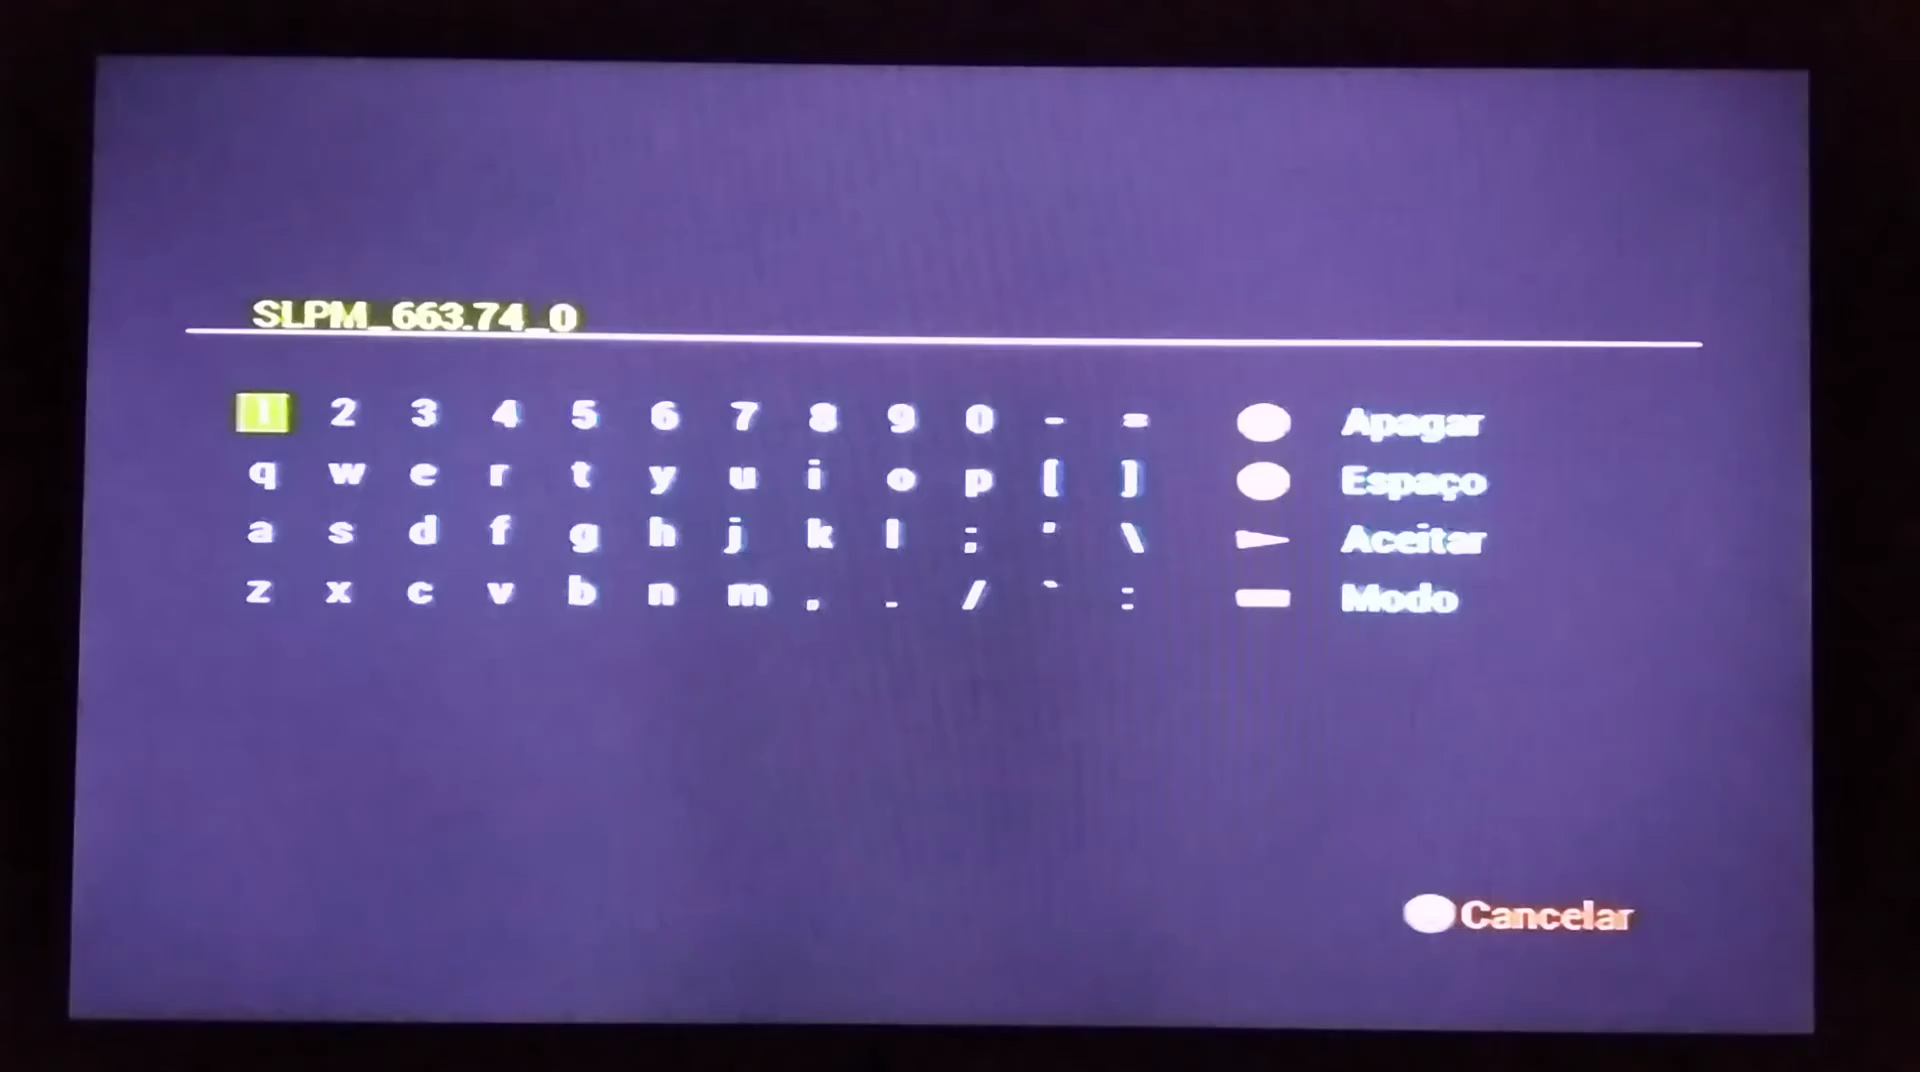 SLPM_663.74_0
1 2 3 4 5 6 7 8 9 0 - = Apagar
q w e r t y u i o p [ ] Espaço
a s d f g h j k l ; ' \ Aceitar
z x c v b n m , . / ` : Modo
Cancelar